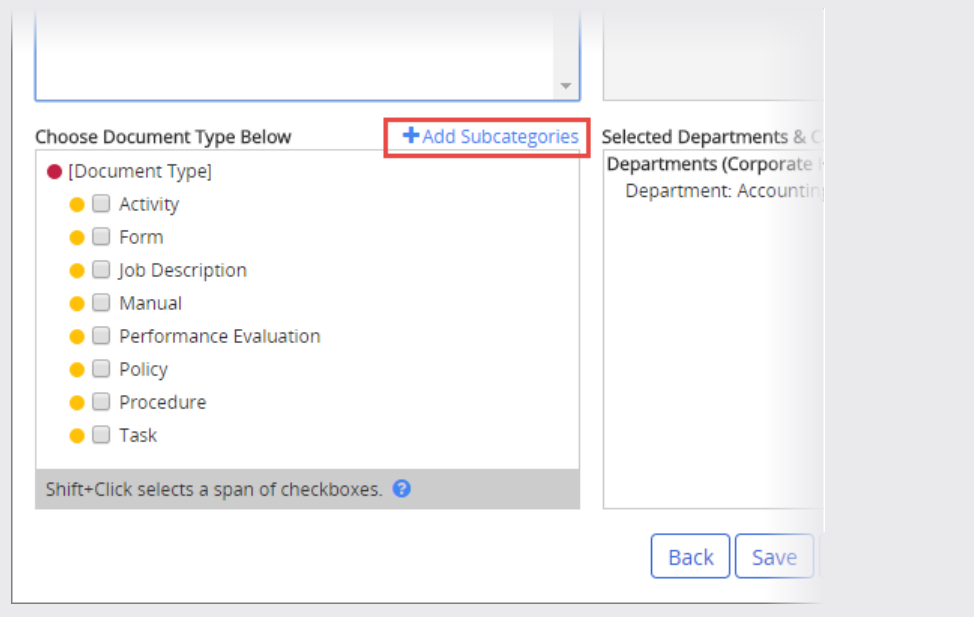 Choose Document Type Below
+Add Subcategories
[Document Type]
Activity
Form
Job Description
Manual
Performance Evaluation
Policy
Procedure
Task
Shift+Click selects a span of checkboxes. ?
Selected Departments &
Departments (Corporate
Department: Accounting
Back
Save